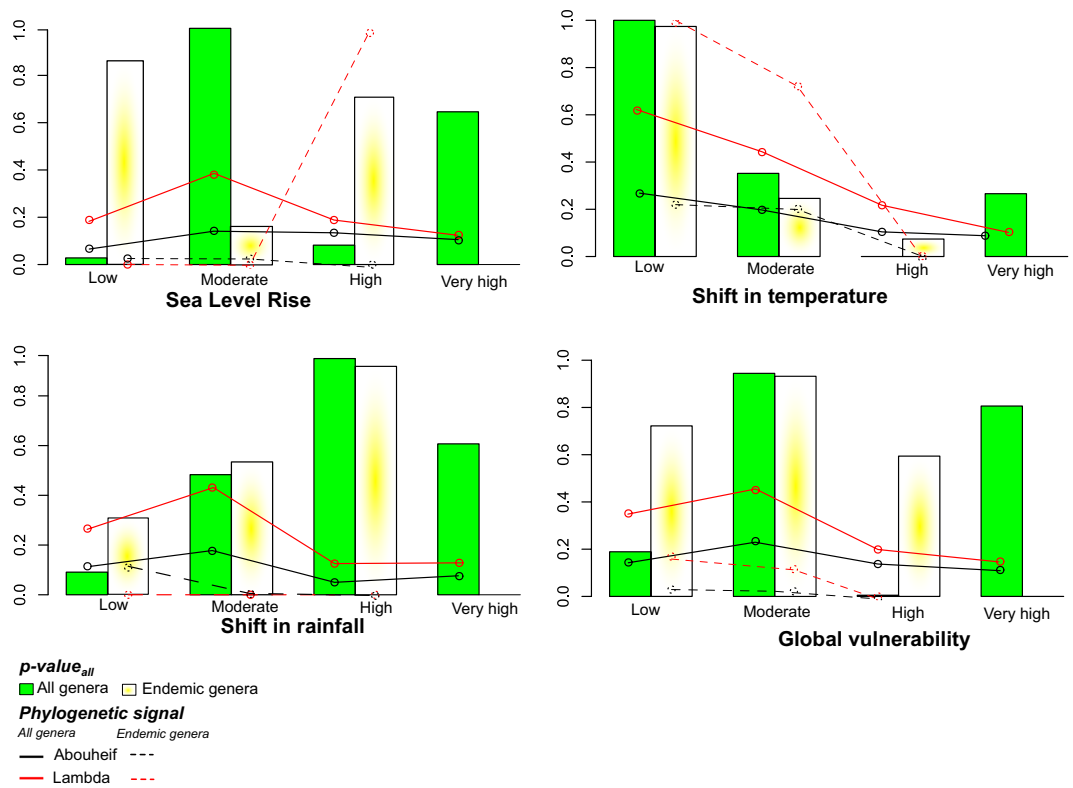 0.0 0.2 0.4 0.6 0.8 1.0
Low Moderate High Very high
Sea Level Rise
0.0 0.2 0.4 0.6 0.8 1.0
Low Moderate High Very high
Shift in temperature
0.0 0.2 0.4 0.6 0.8 1.0
Low Moderate High Very high
Shift in rainfall
0.0 0.2 0.4 0.6 0.8 1.0
Low Moderate High Very high
Global vulnerability
p-value_all
All genera Endemic genera
Phylogenetic signal
All genera Endemic genera
Abouheif
Lambda